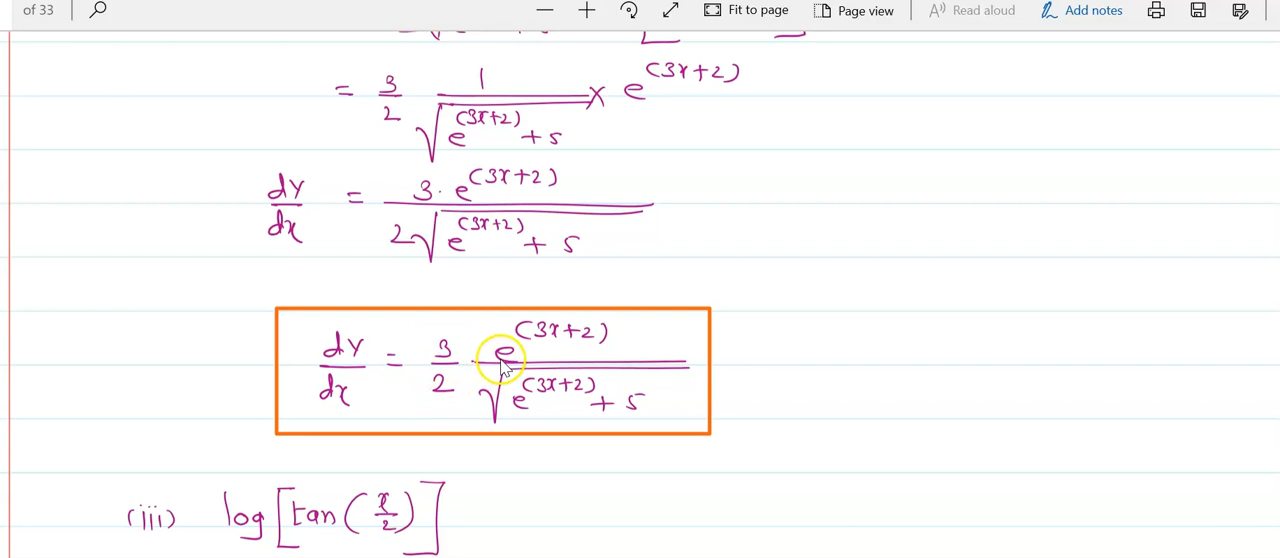 of 33 Fit to page Page view Read aloud Add notes
= 3/2 1/√(e^(3x+2) + 5) × e^(3x+2)
dy/dx = 3·e^(3x+2) / 2√(e^(3x+2) + 5)
dy/dx = 3/2 e^(3x+2) / √(e^(3x+2) + 5)
(iii) log[tan(x/2)]